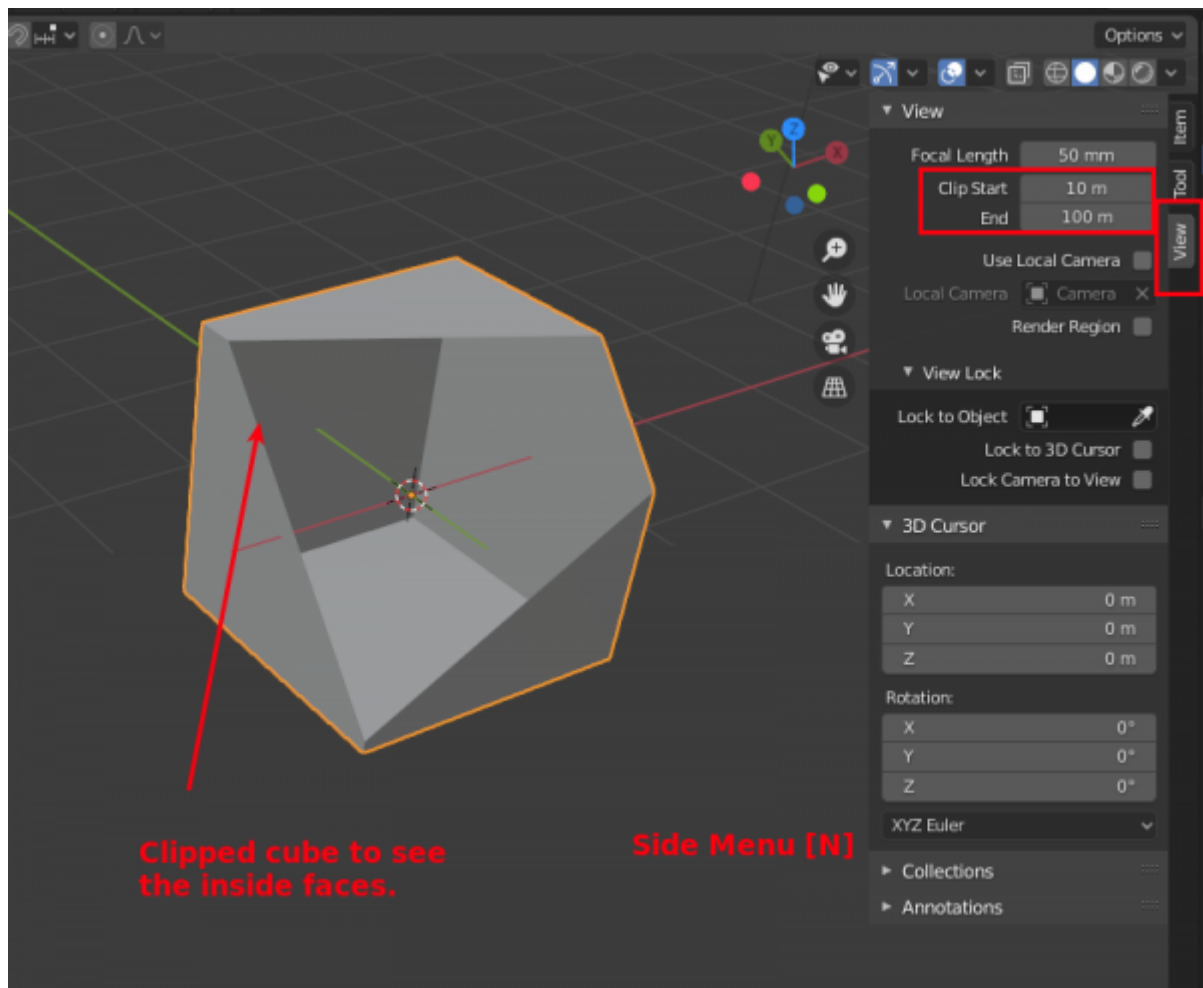 Options
View
Item
Tool
View
Focal Length 50 mm
Clip Start 10 m
End 100 m
Use Local Camera
Local Camera Camera
Render Region
View Lock
Lock to Object
Lock to 3D Cursor
Lock Camera to View
3D Cursor
Location:
X 0 m
Y 0 m
Z 0 m
Rotation:
X 0°
Y 0°
Z 0°
XYZ Euler
Collections
Annotations
Z
Y
X
Clipped cube to see
the inside faces.
Side Menu [N]